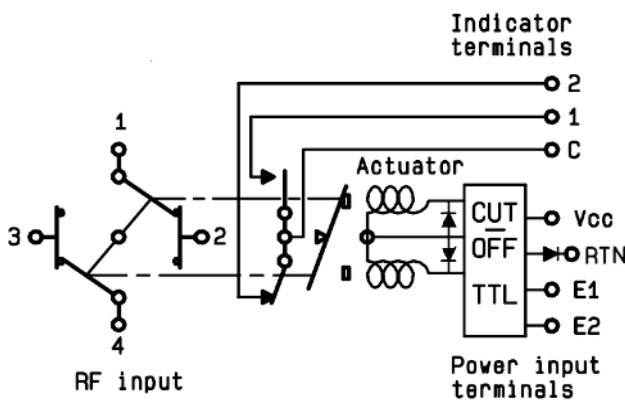 Indicator
terminals
2
1
C
1
Actuator
3
2
4
CUT
OFF
TTL
Vcc
RTN
E1
E2
RF input
Power input
terminals